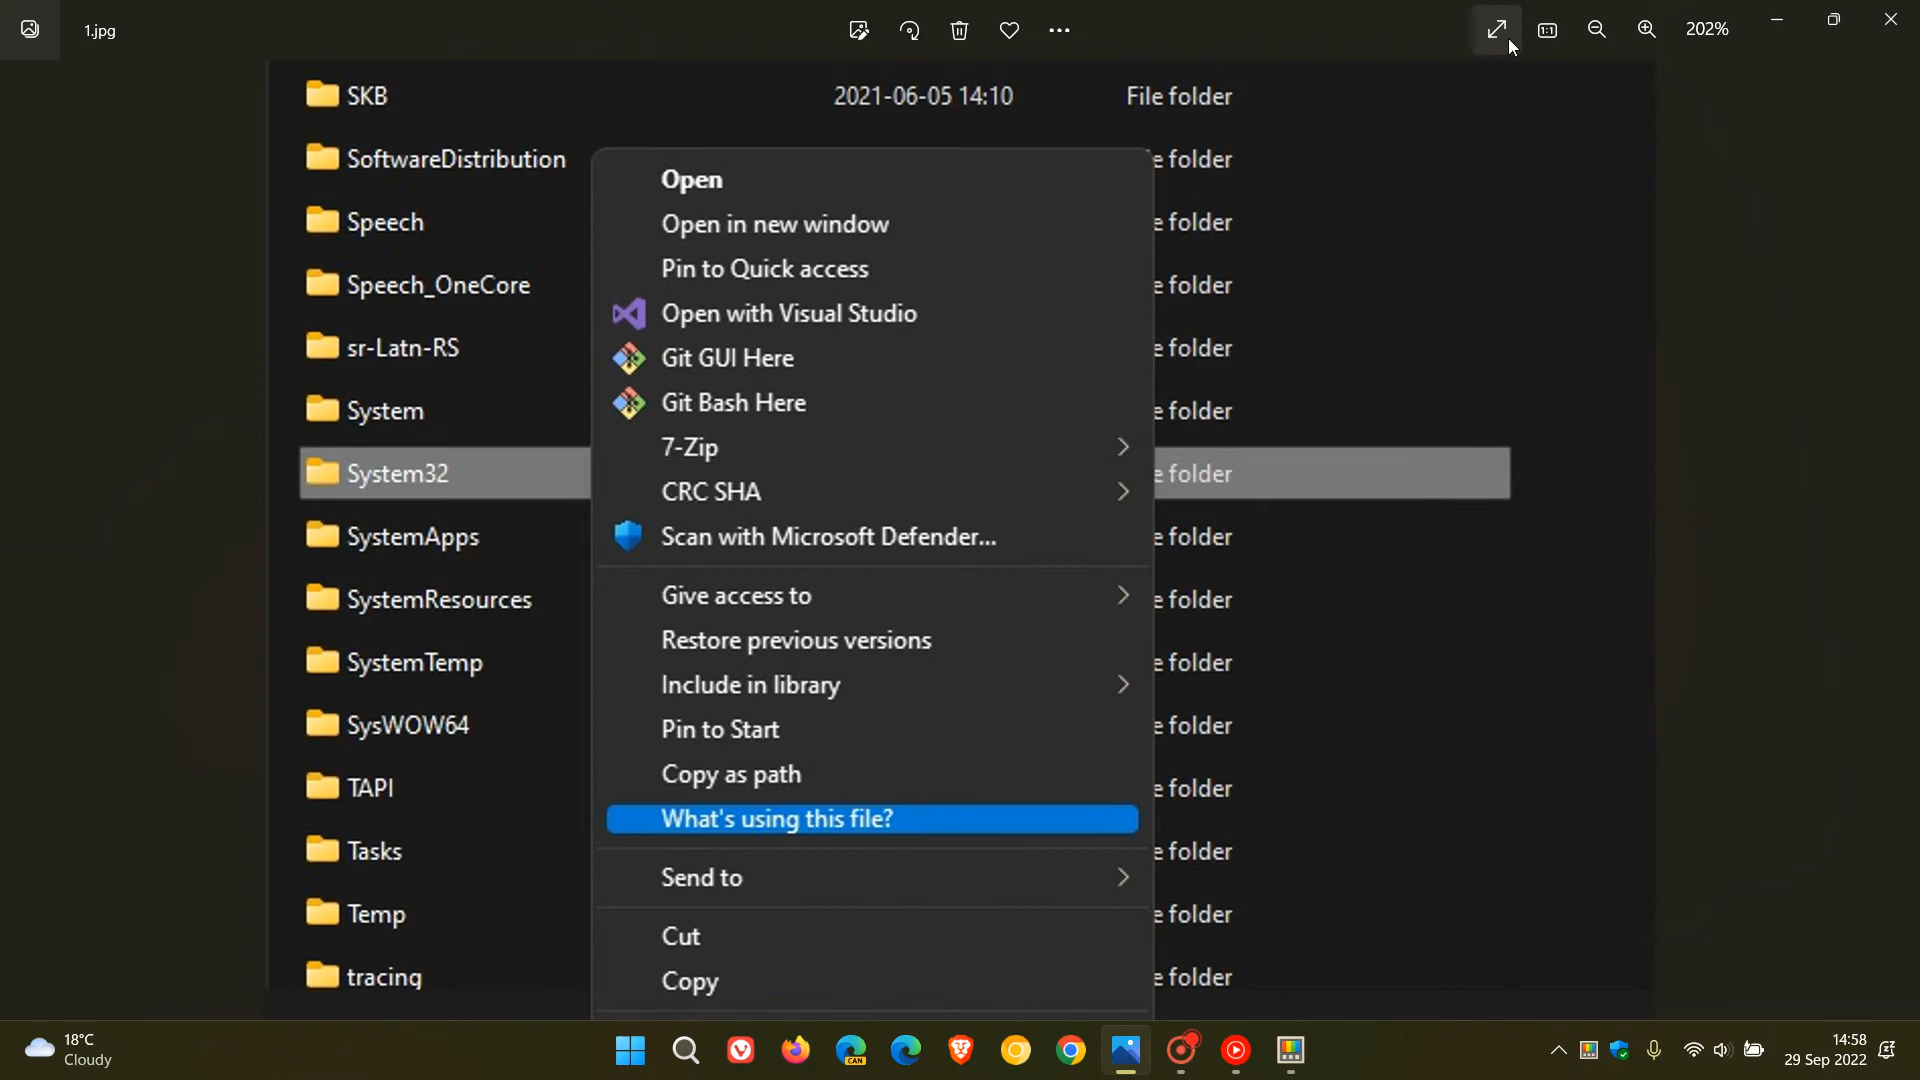 1.jpg
202%
SKB 2021-06-05 14:10 File folder
SoftwareDistribution e folder
Open
Speech e folder
Open in new window
Pin to Quick access
Speech_OneCore e folder
Open with Visual Studio
sr-Latn-RS e folder
Git GUI Here
System e folder
Git Bash Here
7-Zip
System32 e folder
CRC SHA
SystemApps e folder
Scan with Microsoft Defender...
SystemResources e folder
Give access to
Restore previous versions
SystemTemp e folder
Include in library
SysWOW64 e folder
Pin to Start
Copy as path
TAPI e folder
What's using this file?
Tasks e folder
Send to
Temp e folder
Cut
tracing e folder
Copy
18°C
Cloudy
CAN
14:58
29 Sep 2022